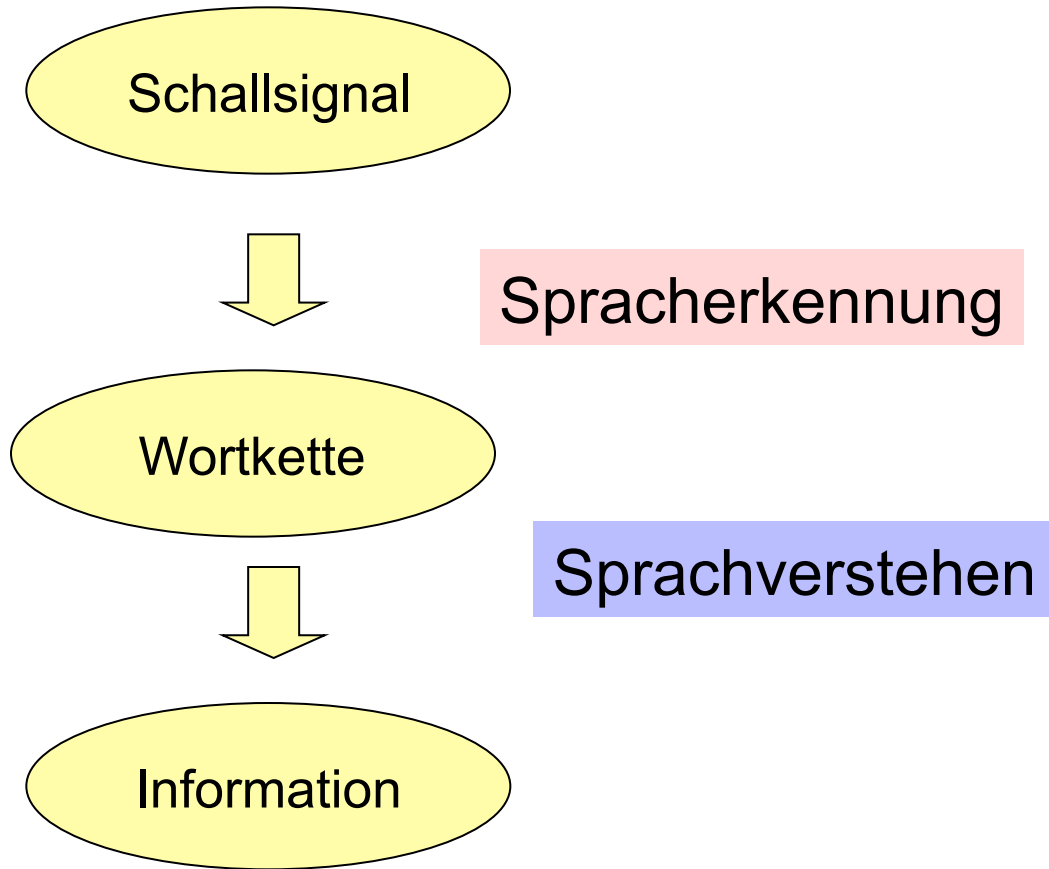 Schallsignal
Spracherkennung
Wortkette
Sprachverstehen
Information